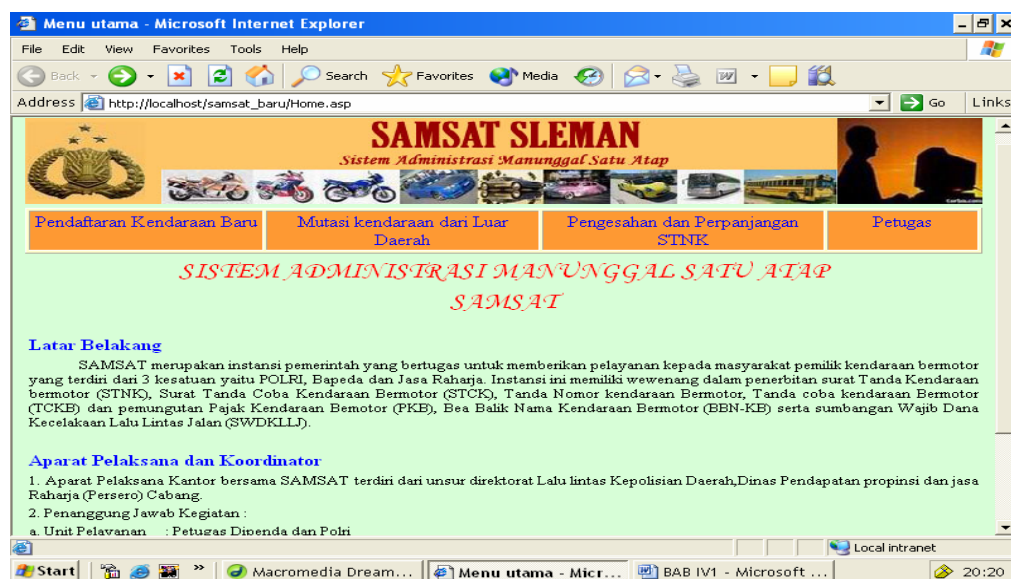 Menu utama - Microsoft Internet Explorer
File Edit View Favorites Tools Help
Back Search Favorites Media
Address http://localhost/samsat_baru/Home.asp Go Links
SAMSAT SLEMAN
Sistem Administrasi Manunggal Satu Atap
Pendaftaran Kendaraan Baru
Mutasi kendaraan dari Luar
Daerah
Pengesahan dan Perpanjangan
STNK
Petugas
SISTEM ADMINISTRASI MANUNGGAL SATU ATAP
SAMSAT
Latar Belakang
SAMSAT merupakan instansi pemerintah yang bertugas untuk memberikan pelayanan kepada masyarakat pemilik kendaraan bermotor
yang terdiri dari 3 kesatuan yaitu POLRI, Bapeda dan Jasa Raharja. Instansi ini memiliki wewenang dalam penerbitan surat Tanda Kendaraan
bermotor (STNK), Surat Tanda Coba Kendaraan Bermotor (STCK), Tanda Nomor kendaraan Bermotor, Tanda coba kendaraan Bermotor
(TCKB) dan pemungutan Pajak Kendaraan Bemotor (PKB), Bea Balik Nama Kendaraan Bermotor (BBN-KB) serta sumbangan Wajib Dana
Kecelakaan Lalu Lintas Jalan (SWDKLLJ).
Aparat Pelaksana dan Koordinator
1. Aparat Pelaksana Kantor bersama SAMSAT terdiri dari unsur direktorat Lalu lintas Kepolisian Daerah,Dinas Pendapatan propinsi dan jasa
Raharja (Persero) Cabang.
2. Penanggung Jawab Kegiatan :
a. Unit Pelayanan : Petugas Dipenda dan Polri
Local intranet
Start Macromedia Dream... Menu utama - Micr... BAB IV1 - Microsoft ... 20:20